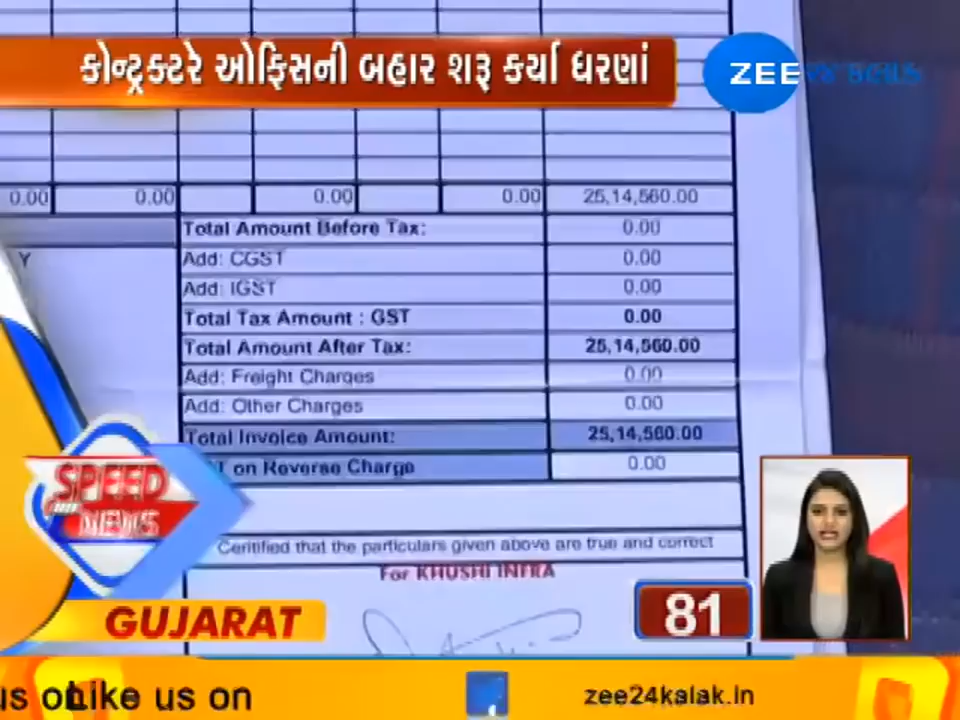 કોન્ટ્રાક્ટરે ઓફિસની બહાર શરૂ કર્યા ધરણાં
ZEE
0.00 0.00 0.00 0.00 25,14,560.00
Total Amount Before Tax: 0.00
Y
Add: CGST 0.00
Add: IGST 0.00
Total Tax Amount : GST 0.00
Total Amount After Tax: 25,14,560.00
Add: Freight Charges 0.00
Add: Other Charges 0.00
Total Invoice Amount: 25,14,560.00
on Reverse Charge 0.00
Ceritified that the particulars given above are true and correct
For KHUSHI INFRA
SPEED
NEWS
GUJARAT
81
us on Like us on
zee24kalak.in